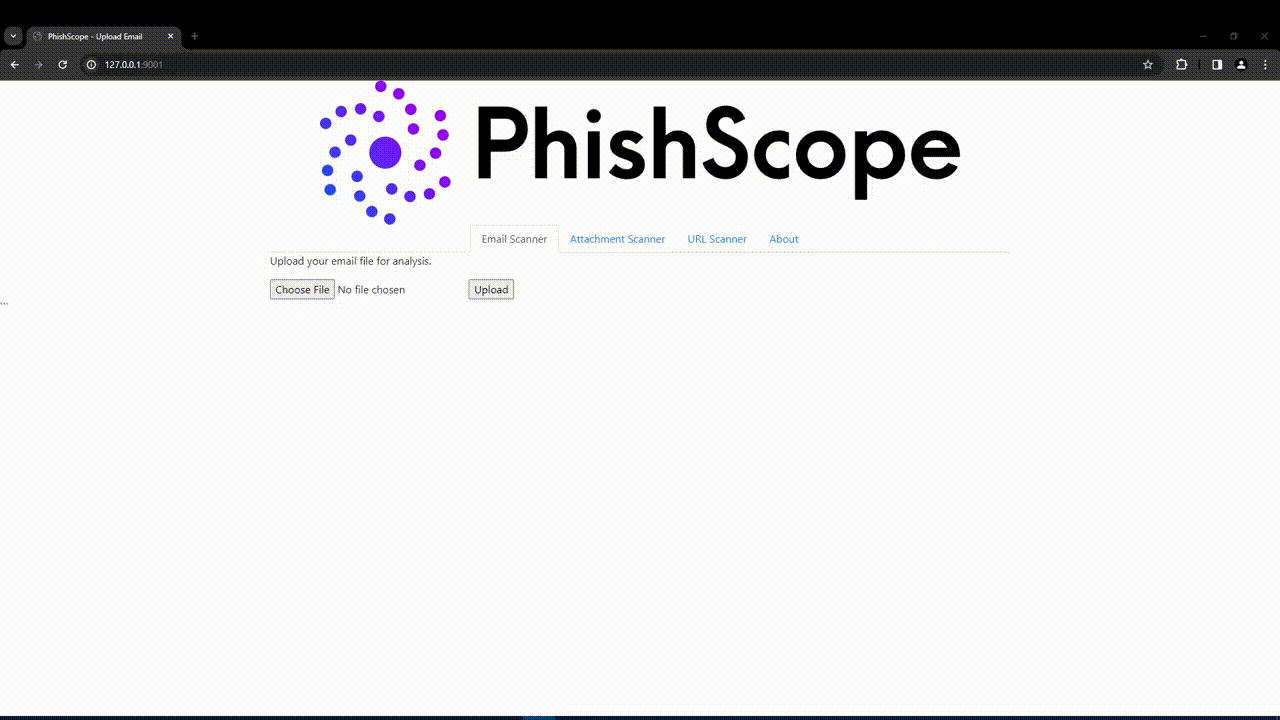 PhishScope - Upload Email
127.0.0.1:9001
PhishScope
Email Scanner Attachment Scanner URL Scanner About
Upload your email file for analysis.
Choose File No file chosen Upload
```